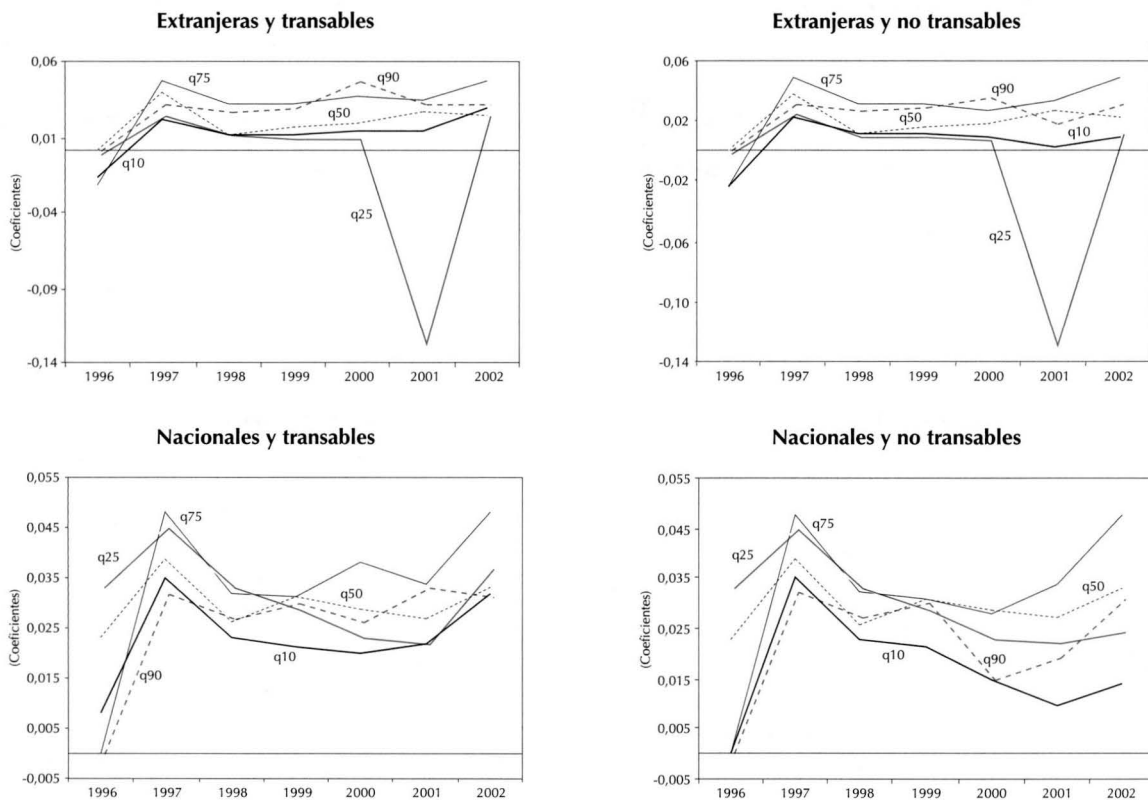 Extranjeras y transables
(Coeficientes)
0,06
0,01
-0,04
-0,09
-0,14
q75
q90
q50
q10
q25
1996 1997 1998 1999 2000 2001 2002
Extranjeras y no transables
(Coeficientes)
0,06
0,02
-0,02
-0,06
-0,10
-0,14
q75
q90
q50
q10
q25
1996 1997 1998 1999 2000 2001 2002
Nacionales y transables
(Coeficientes)
0,055
0,045
0,035
0,025
0,015
0,005
-0,005
q75
q25
q50
q10
q90
1996 1997 1998 1999 2000 2001 2002
Nacionales y no transables
(Coeficientes)
0,055
0,045
0,035
0,025
0,015
0,005
-0,005
q75
q25
q50
q10
q90
1996 1997 1998 1999 2000 2001 2002